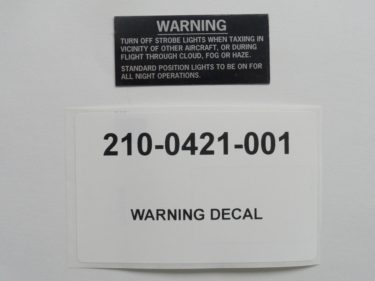 WARNING
TURN OFF STROBE LIGHTS WHEN TAXIING IN
VICINITY OF OTHER AIRCRAFT, OR DURING
FLIGHT THROUGH CLOUD, FOG OR HAZE.
STANDARD POSITION LIGHTS TO BE ON FOR
ALL NIGHT OPERATIONS.
210-0421-001
WARNING DECAL